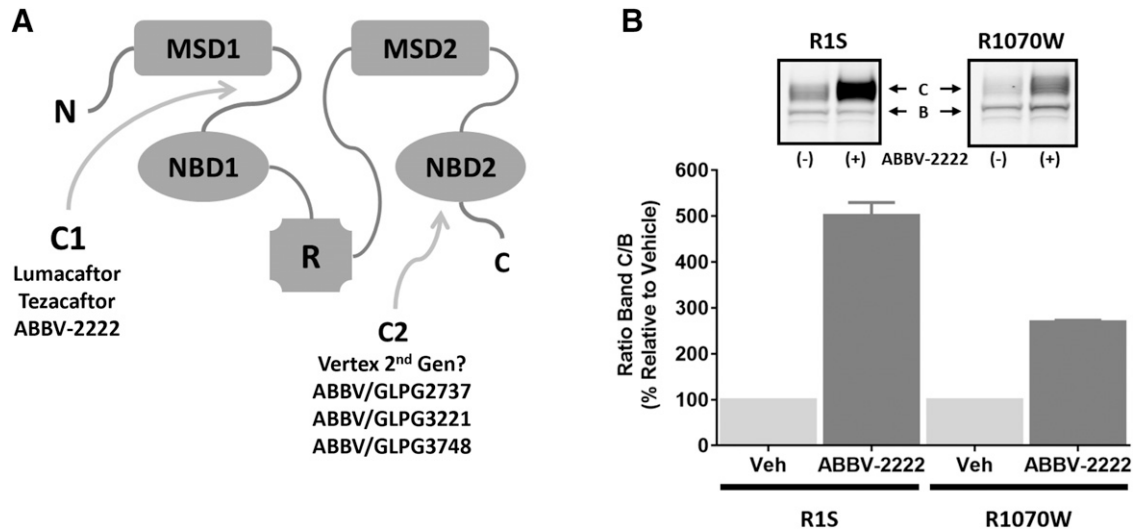 A
MSD1
MSD2
N
NBD1
NBD2
C1
Lumacaftor
Tezacaftor
ABBV-2222
R
C
C2
Vertex 2nd Gen?
ABBV/GLPG2737
ABBV/GLPG3221
ABBV/GLPG3748
B
R1S
R1070W
C
B
(-) (+) ABBV-2222 (-) (+)
Ratio Band C/B
(% Relative to Vehicle)
600
500
400
300
200
100
0
Veh ABBV-2222 Veh ABBV-2222
R1S R1070W